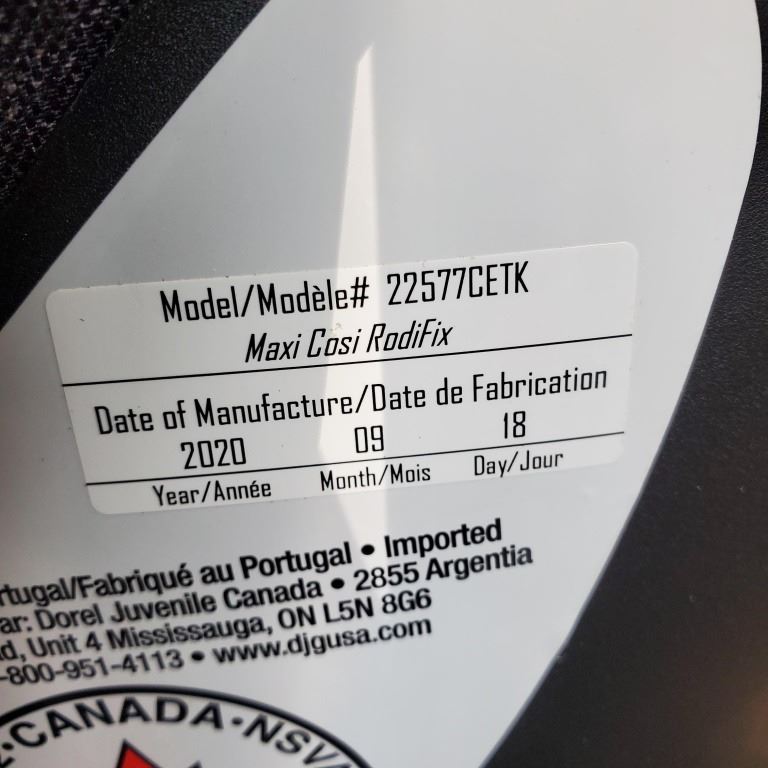 Model/Modèle# 22577CETK
Maxi Cosi RodiFix
Date of Manufacture/Date de Fabrication
2020 09 18
Year/Année Month/Mois Day/Jour
rtugal/Fabriqué au Portugal • Imported
ar: Dorel Juvenile Canada • 2855 Argentia
d, Unit 4 Mississauga, ON L5N 8G6
-800-951-4113 • www.djgusa.com
CANADA·NSV